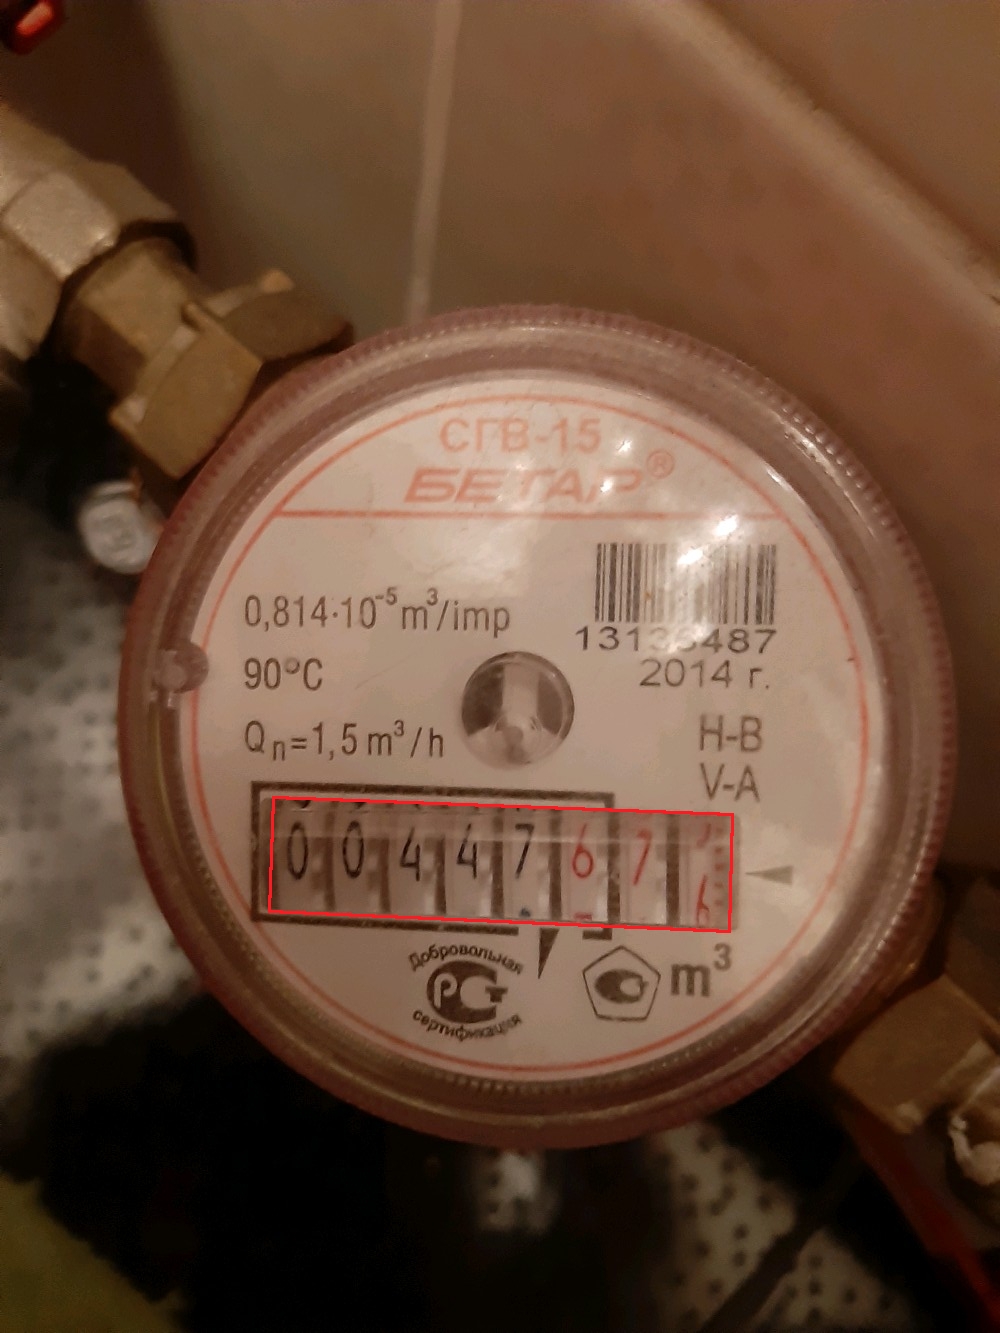 СГВ-15
БЕТАР®
0,814·10⁻⁵ m³/imp
90°C
2014 г.
Qn=1,5 m³/h
H-B
V-A
0 0 4 4 7 6 7 6
m³
Добровольная
РСТ
сертификация